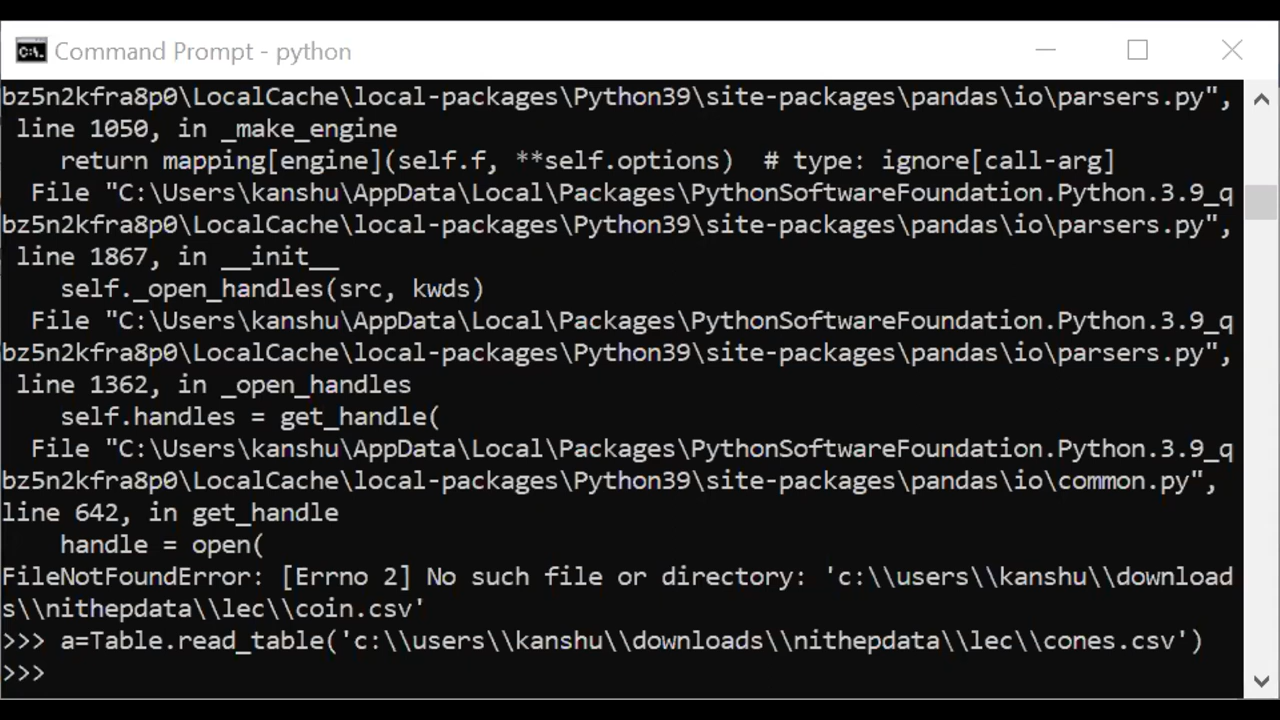 Command Prompt - python
bz5n2kfra8p0\LocalCache\local-packages\Python39\site-packages\pandas\io\parsers.py",
line 1050, in _make_engine
return mapping[engine](self.f, **self.options)  # type: ignore[call-arg]
File "C:\Users\kanshu\AppData\Local\Packages\PythonSoftwareFoundation.Python.3.9_q
bz5n2kfra8p0\LocalCache\local-packages\Python39\site-packages\pandas\io\parsers.py",
line 1867, in __init__
self._open_handles(src, kwds)
File "C:\Users\kanshu\AppData\Local\Packages\PythonSoftwareFoundation.Python.3.9_q
bz5n2kfra8p0\LocalCache\local-packages\Python39\site-packages\pandas\io\parsers.py",
line 1362, in _open_handles
self.handles = get_handle(
File "C:\Users\kanshu\AppData\Local\Packages\PythonSoftwareFoundation.Python.3.9_q
bz5n2kfra8p0\LocalCache\local-packages\Python39\site-packages\pandas\io\common.py",
line 642, in get_handle
handle = open(
FileNotFoundError: [Errno 2] No such file or directory: 'c:\\users\\kanshu\\download
s\\nithepdata\\lec\\coin.csv'
>>> a=Table.read_table('c:\\users\\kanshu\\downloads\\nithepdata\\lec\\cones.csv')
>>>